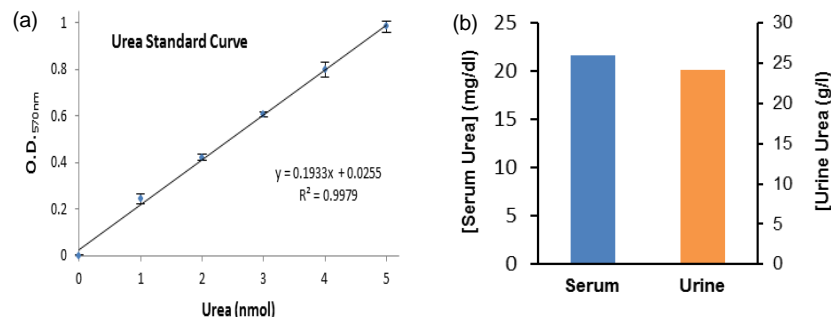 (a)
Urea Standard Curve
O.D.570 nm
1
0.8
0.6
0.4
0.2
0
y = 0.1933x + 0.0255
R² = 0.9979
0 1 2 3 4 5
Urea (nmol)
(b)
[Serum Urea] (mg/dl)
25
20
15
10
5
0
Serum Urine
30
25
20
15
10
5
0
[Urine Urea (g/l)